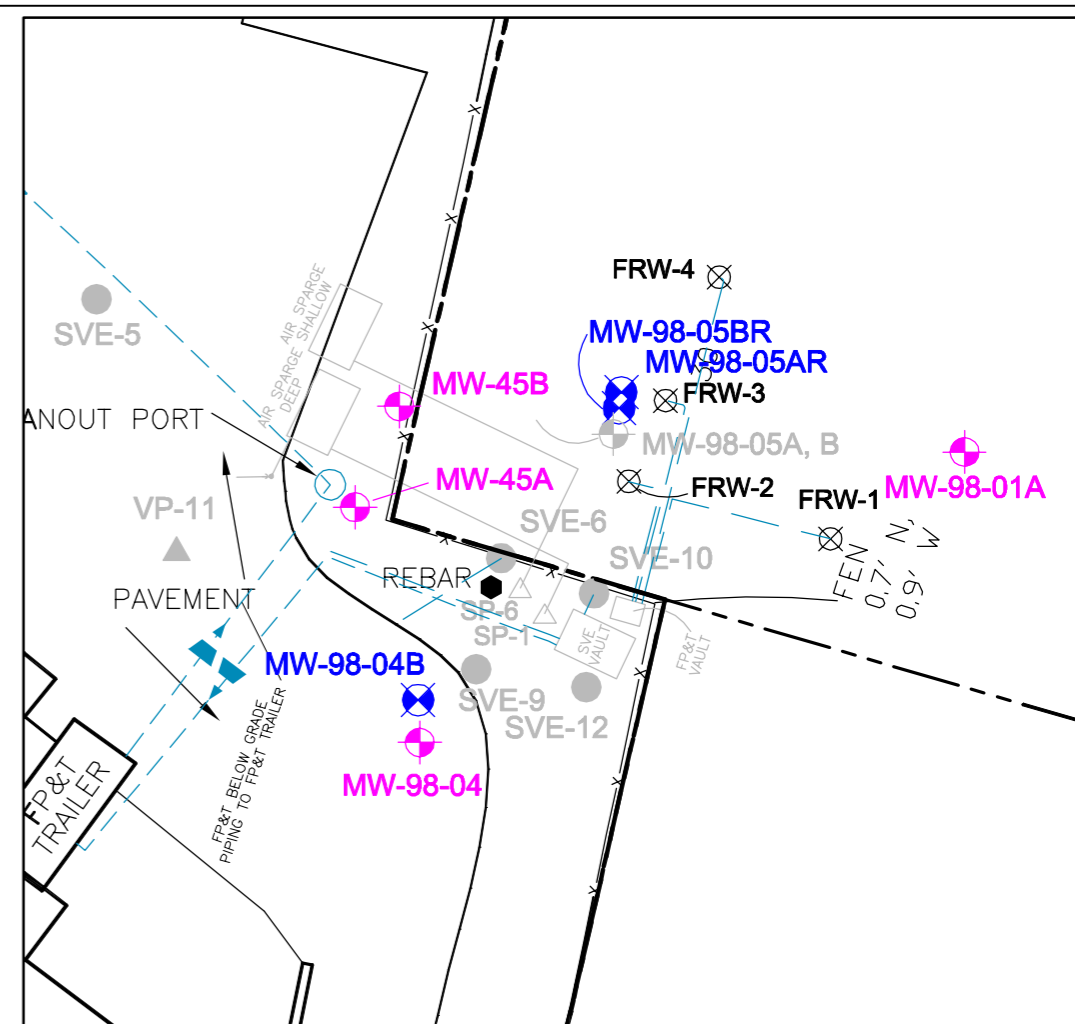 FRW-4
AIR SPARGE
SHALLOW
SVE-5
MW-98-05BR
MW-98-05AR
MW-45B
FRW-3
AIR SPARGE
DEEP
ANOUT PORT
MW-98-05A, B
MW-45A
FRW-2
FRW-1
MW-98-01A
VP-11
SVE-6
SVE-10
FEN
0.7' N,
0.9' W
REBAR
PAVEMENT
SP-6
SP-1
SVE
VAULT
FP&T
VAULT
MW-98-04B
SVE-9
SVE-12
MW-98-04
FP&T BELOW GRADE
PIPING TO FP&T TRAILER
FP&T
TRAILER